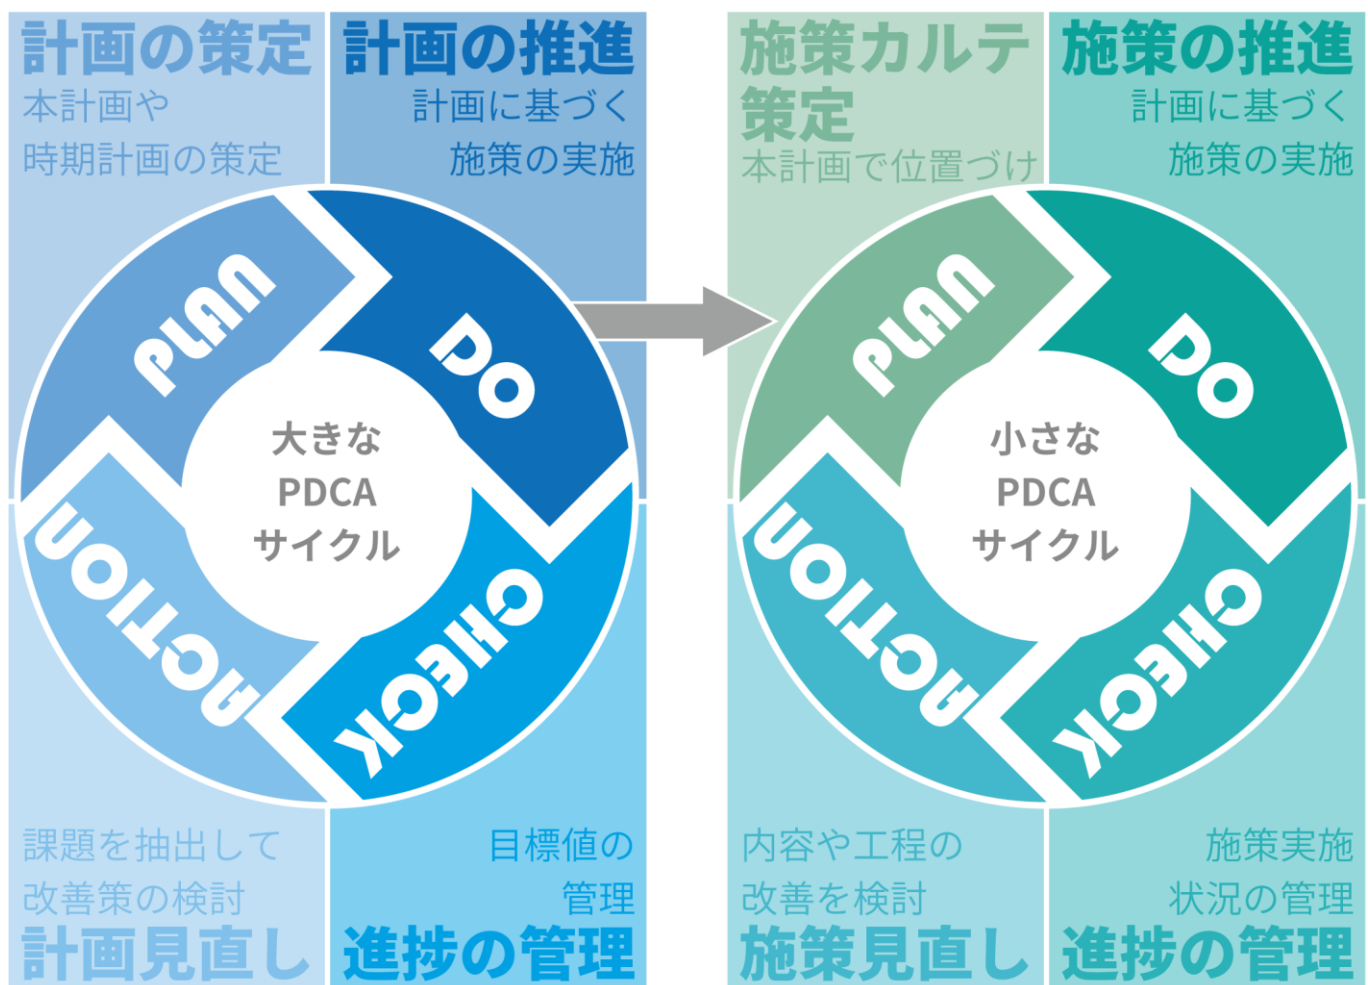 計画の策定
本計画や
時期計画の策定
計画の推進
計画に基づく
施策の実施
PLAN
DO
CHECK
ACTION
大きな
PDCA
サイクル
課題を抽出して
改善策の検討
計画見直し
目標値の
管理
進捗の管理
施策カルテ
策定
本計画で位置づけ
施策の推進
計画に基づく
施策の実施
PLAN
DO
CHECK
ACTION
小さな
PDCA
サイクル
内容や工程の
改善を検討
施策見直し
施策実施
状況の管理
進捗の管理